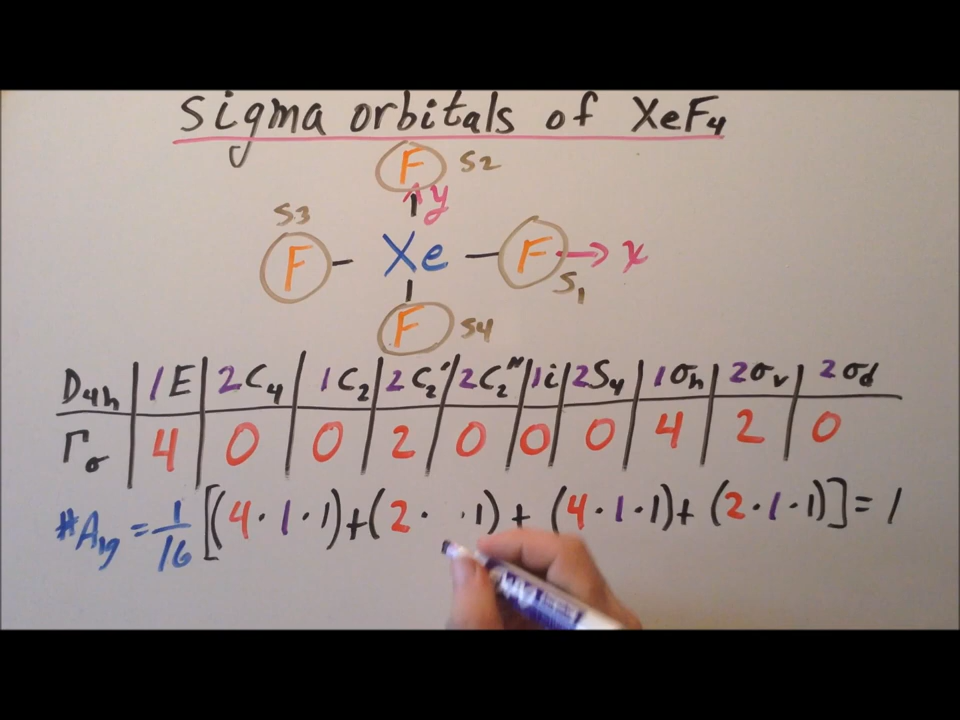 Sigma orbitals of XeF4
F S2
y
S3
F - Xe - F → x
S1
F S4
D4h | 1E | 2C4 | 1C2 | 2C2' | 2C2" | 1i | 2S4 | 1σh | 2σv | 2σd
Γσ | 4 | 0 | 0 | 2 | 0 | 0 | 0 | 4 | 2 | 0
#A1g = 1/16 [(4·1·1)+(2· ·1) + (4·1·1)+ (2·1·1)] = 1